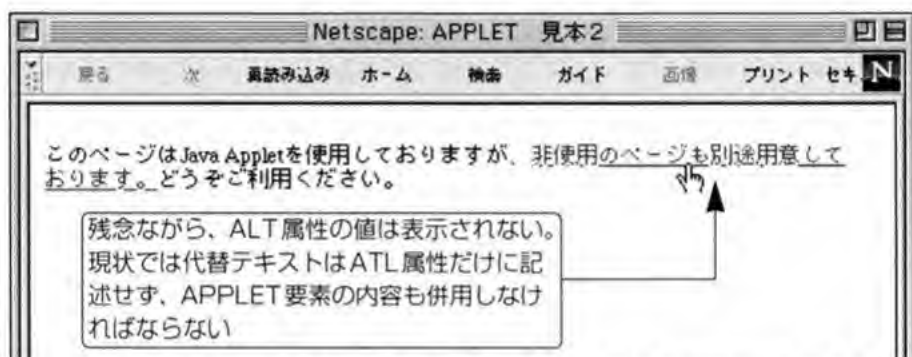 Netscape: APPLET 見本2
戻る 次 再読み込み ホーム 検索 ガイド 画像 プリント セキ N
このページはJava Appletを使用しておりますが、非使用のページも別途用意して
おります。どうぞご利用ください。
残念ながら、ALT属性の値は表示されない。
現状では代替テキストはATL属性だけに記
述せず、APPLET要素の内容も併用しなけ
ればならない